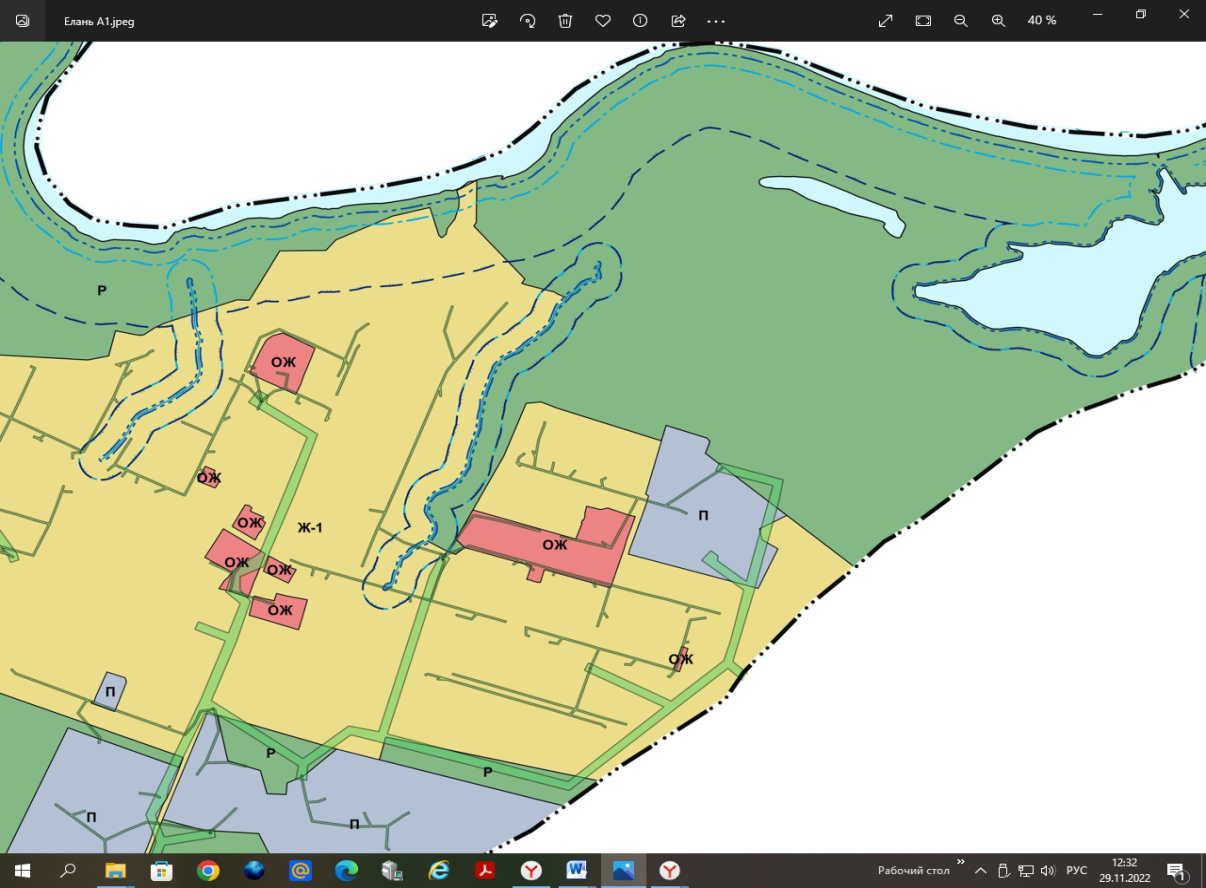 Елань А1.jpeg
40 %
Р
ОЖ
ОЖ
ОЖ
Ж-1
П
ОЖ
ОЖ
ОЖ
ОЖ
ОЖ
П
Р
Р
П
П
Рабочий стол
РУС
12:32
29.11.2022
1